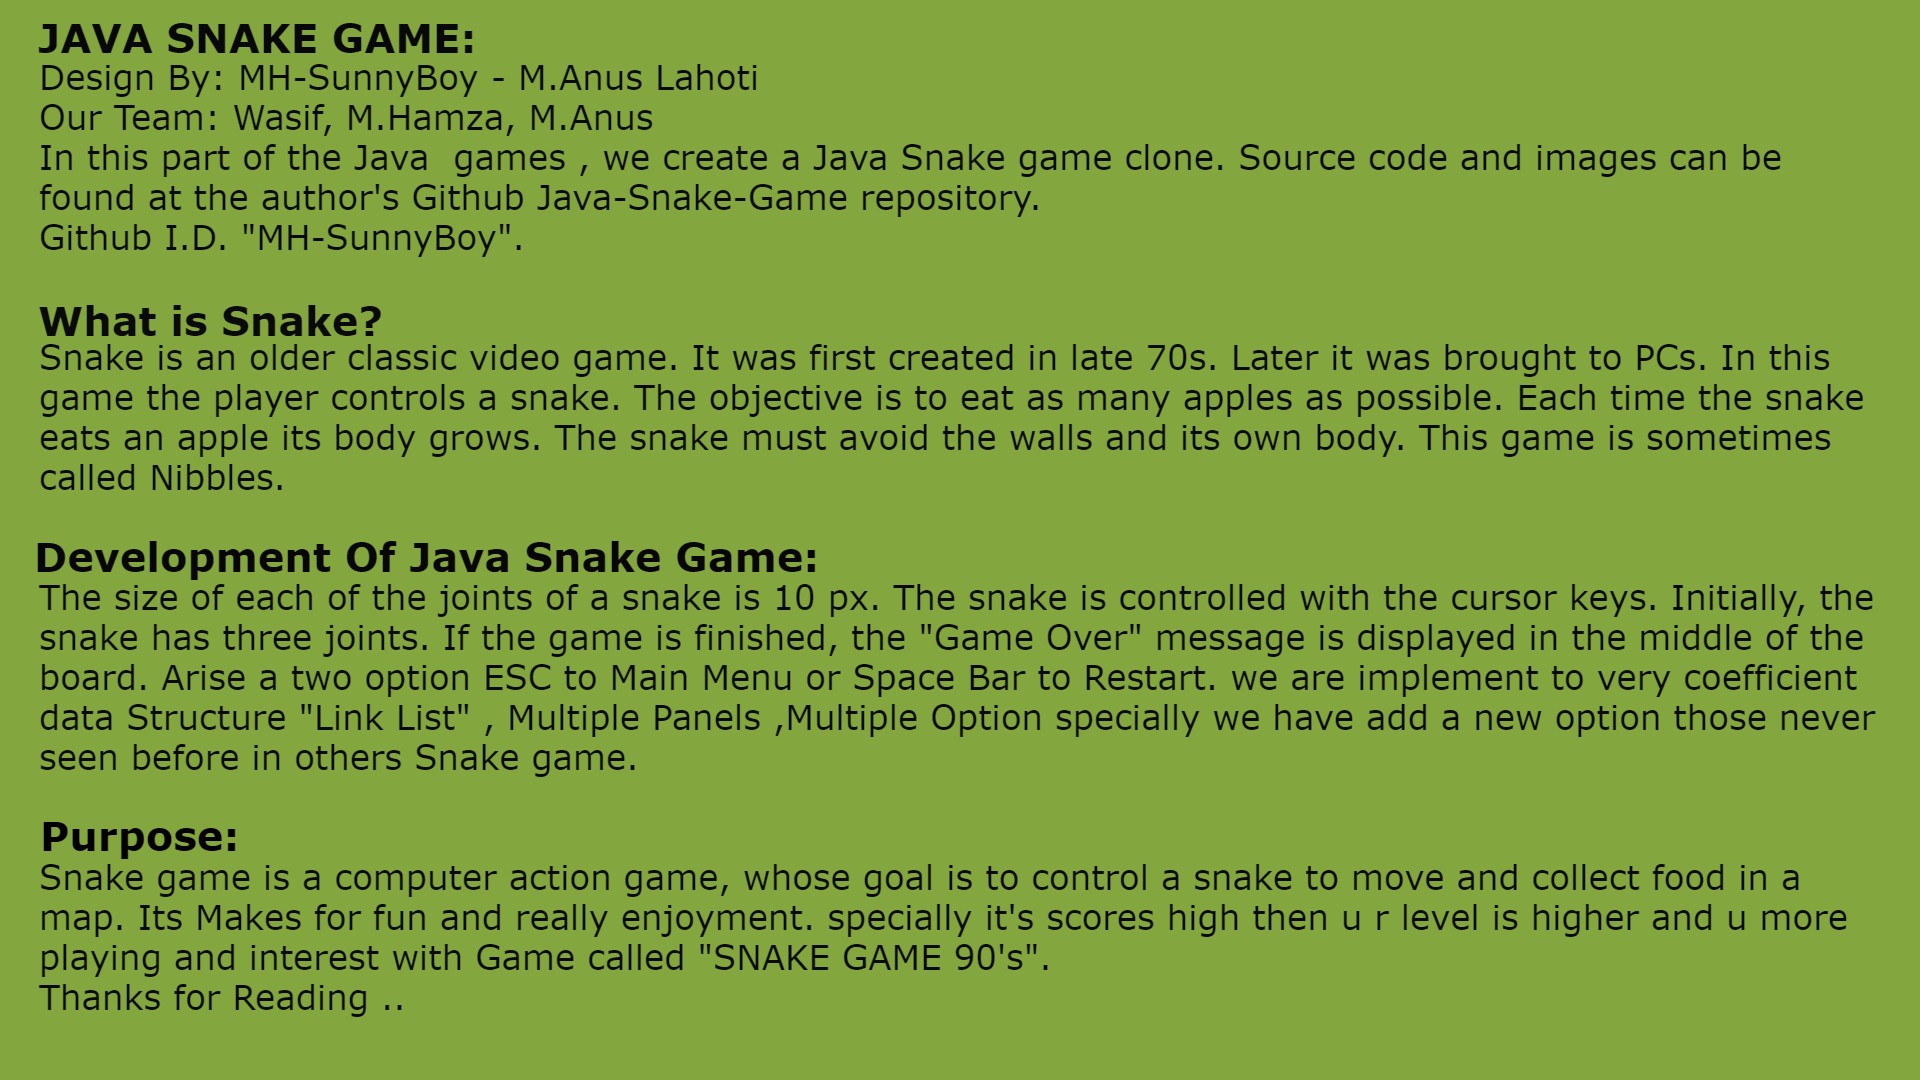 JAVA SNAKE GAME:
Design By: MH-SunnyBoy - M.Anus Lahoti
Our Team: Wasif, M.Hamza, M.Anus
In this part of the Java  games , we create a Java Snake game clone. Source code and images can be
found at the author's Github Java-Snake-Game repository.
Github I.D. "MH-SunnyBoy".
What is Snake?
Snake is an older classic video game. It was first created in late 70s. Later it was brought to PCs. In this
game the player controls a snake. The objective is to eat as many apples as possible. Each time the snake
eats an apple its body grows. The snake must avoid the walls and its own body. This game is sometimes
called Nibbles.
Development Of Java Snake Game:
The size of each of the joints of a snake is 10 px. The snake is controlled with the cursor keys. Initially, the
snake has three joints. If the game is finished, the "Game Over" message is displayed in the middle of the
board. Arise a two option ESC to Main Menu or Space Bar to Restart. we are implement to very coefficient
data Structure "Link List" , Multiple Panels ,Multiple Option specially we have add a new option those never
seen before in others Snake game.
Purpose:
Snake game is a computer action game, whose goal is to control a snake to move and collect food in a
map. Its Makes for fun and really enjoyment. specially it's scores high then u r level is higher and u more
playing and interest with Game called "SNAKE GAME 90's".
Thanks for Reading ..